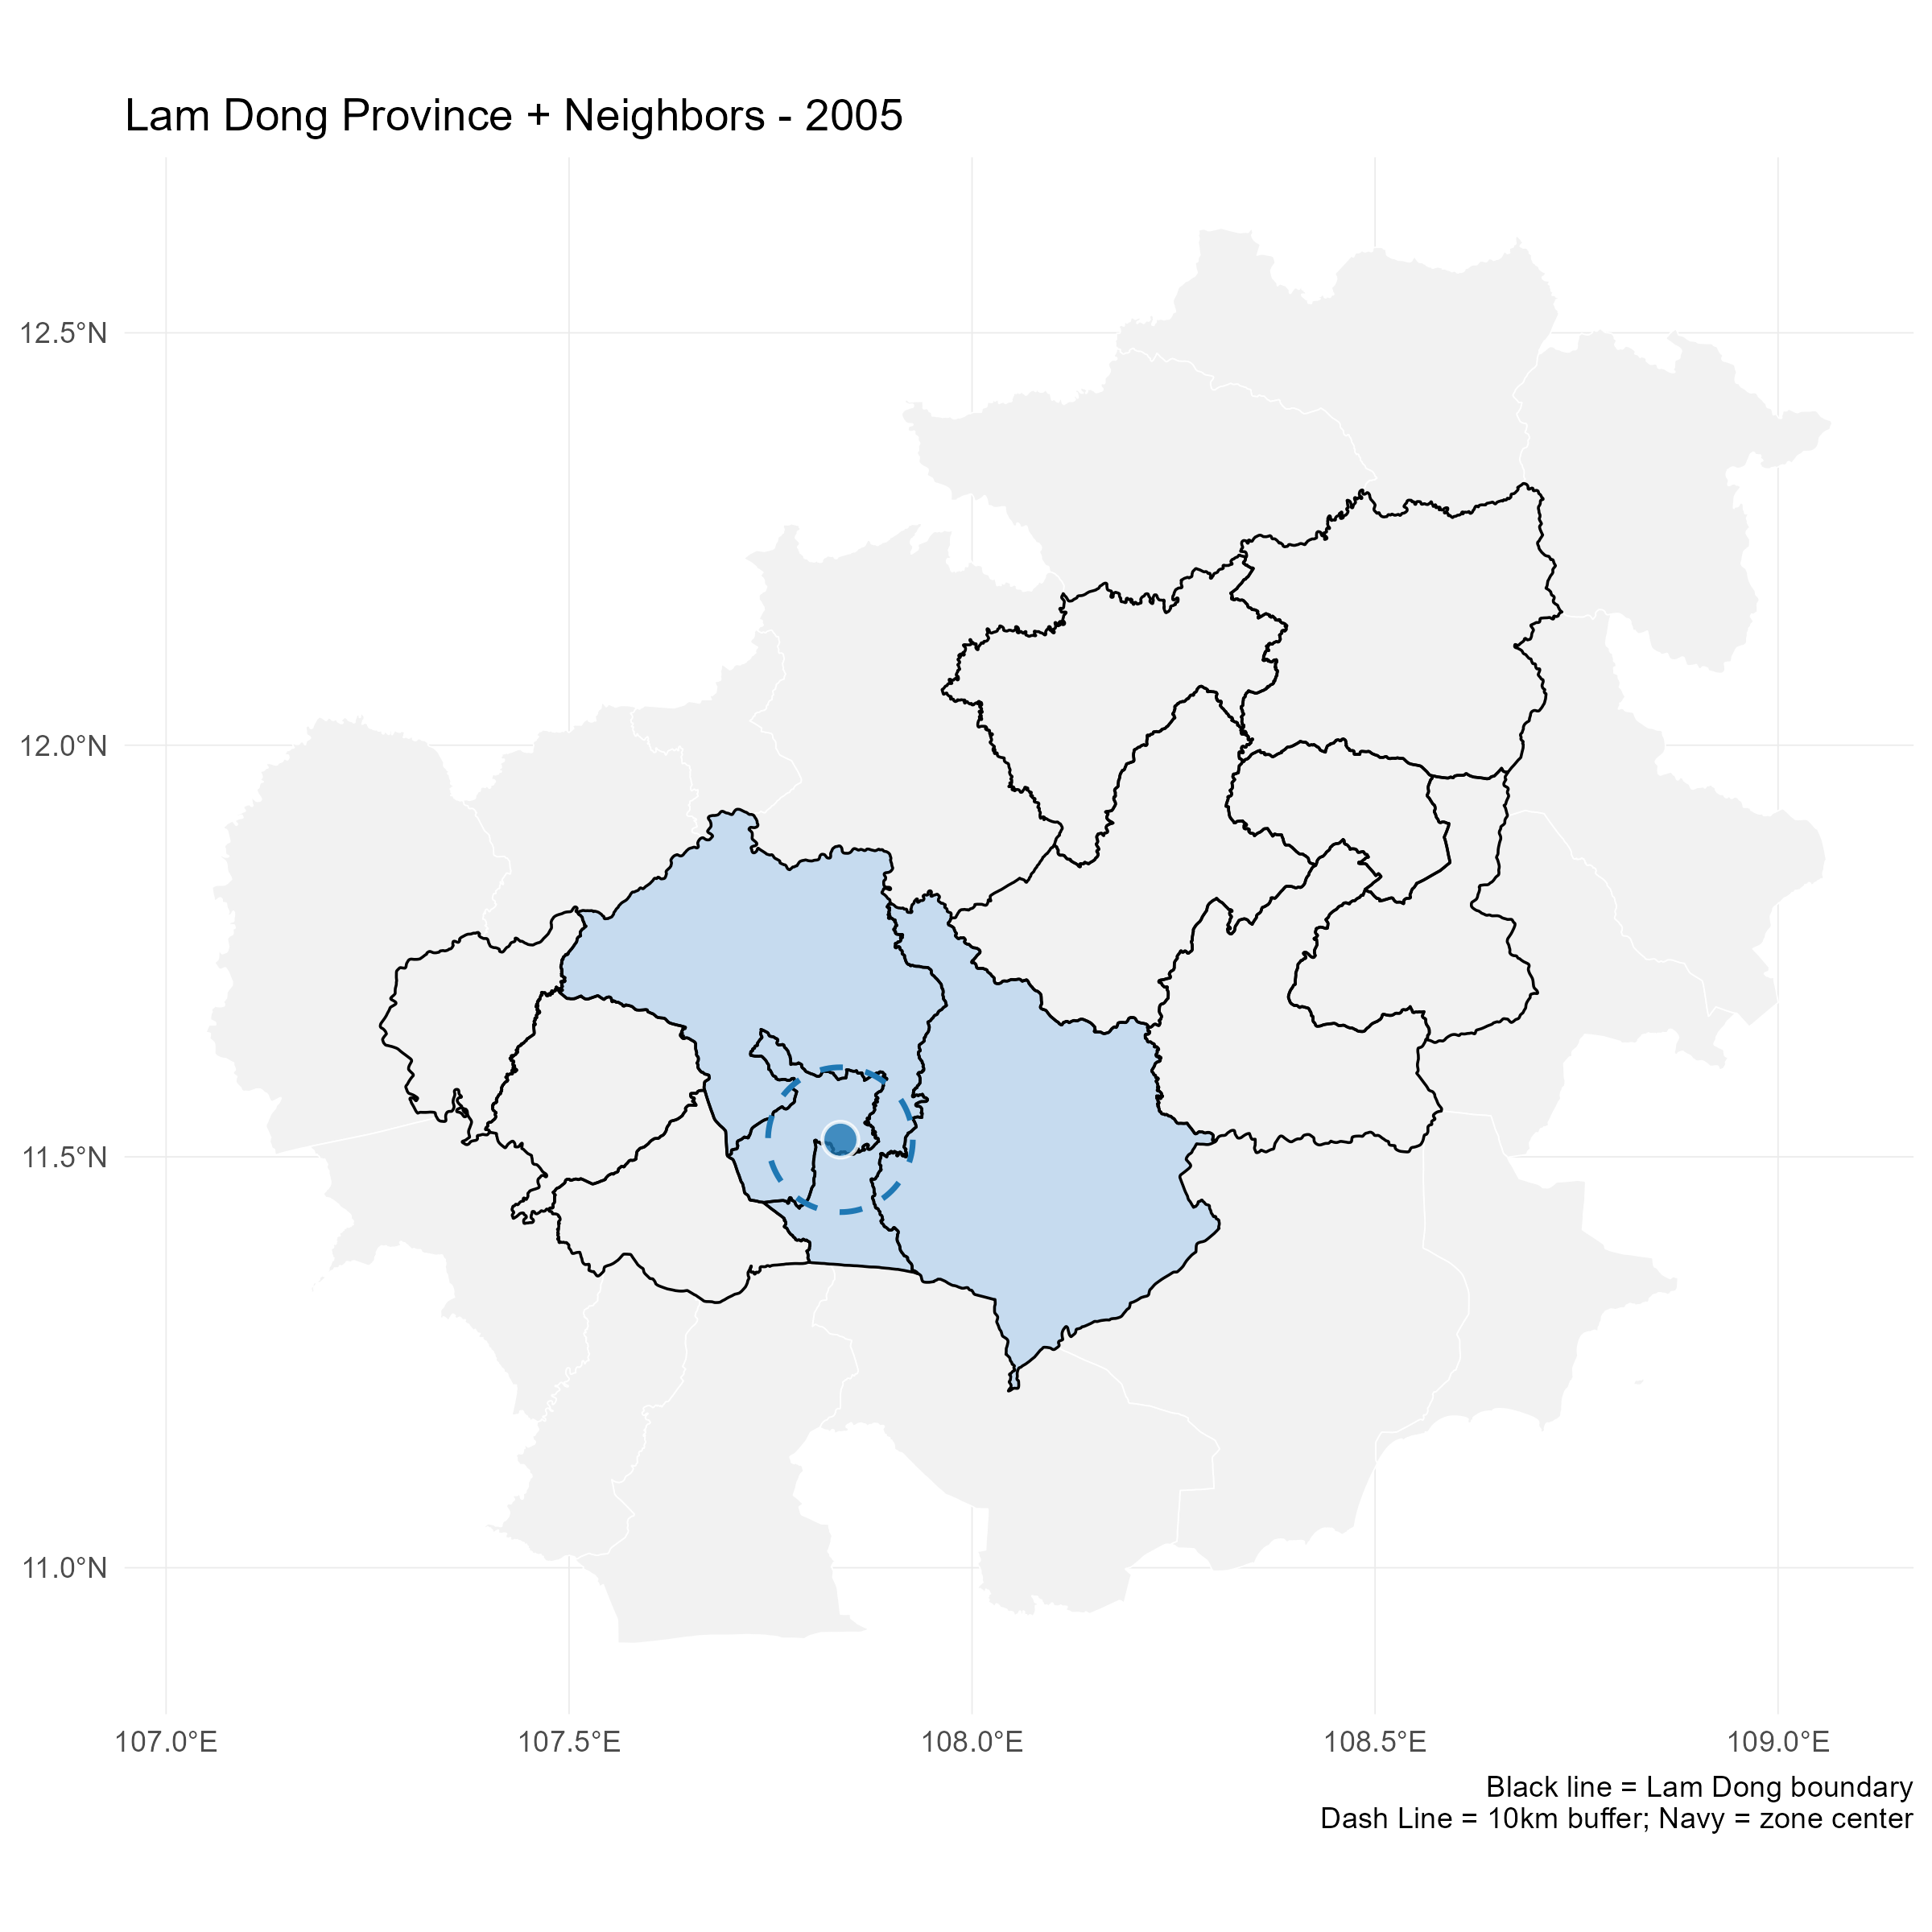 Lam Dong Province + Neighbors - 2005
12.5°N
12.0°N
11.5°N
11.0°N
107.0°E
107.5°E
108.0°E
108.5°E
109.0°E
Black line = Lam Dong boundary
Dash Line = 10km buffer; Navy = zone center